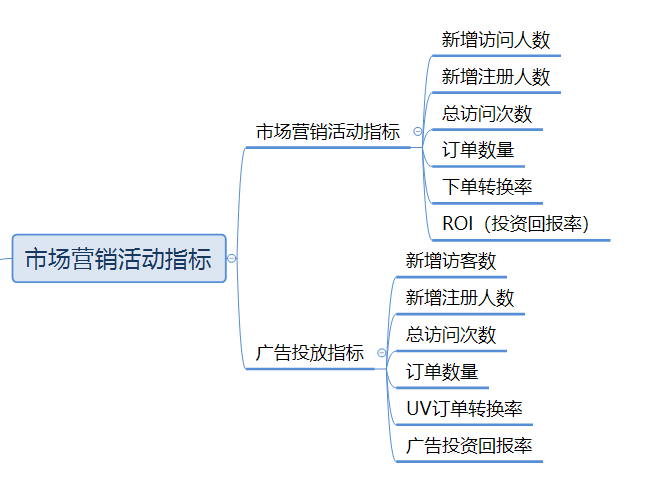 市场营销活动指标
市场营销活动指标
新增访问人数
新增注册人数
总访问次数
订单数量
下单转换率
ROI（投资回报率）
广告投放指标
新增访客数
新增注册人数
总访问次数
订单数量
UV订单转换率
广告投资回报率